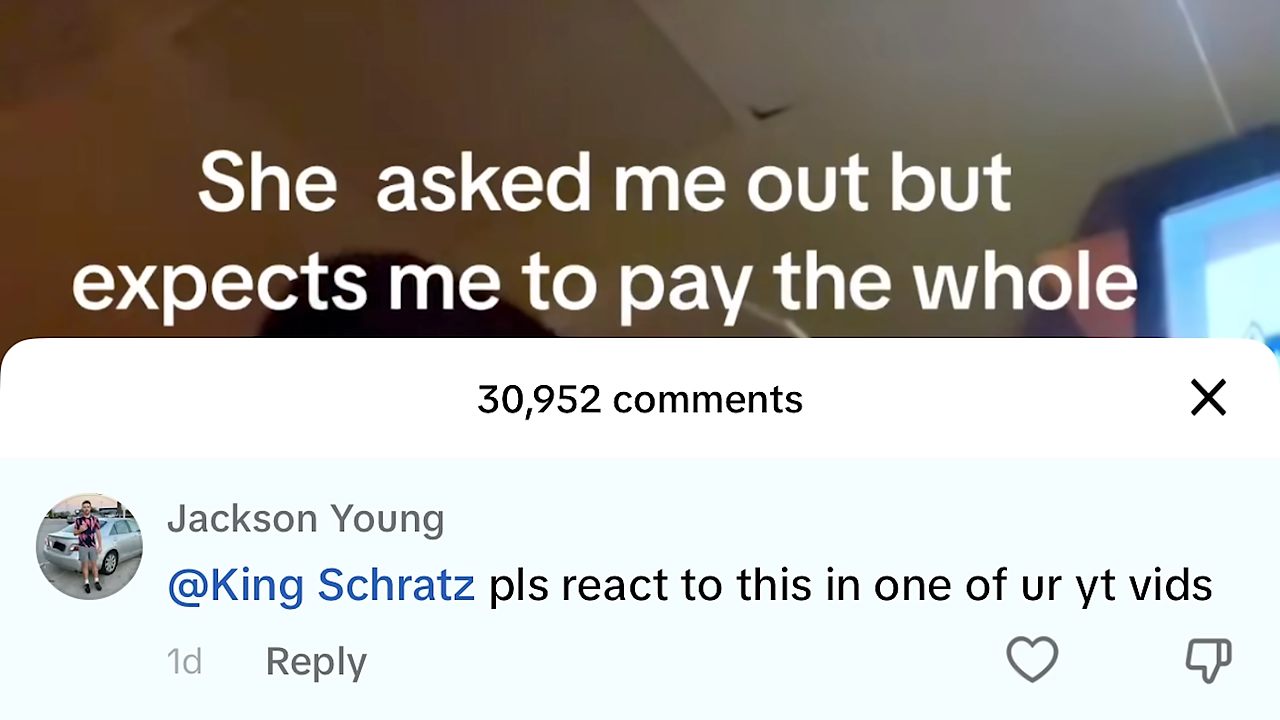 She asked me out but
expects me to pay the whole
30,952 comments
Jackson Young
@King Schratz pls react to this in one of ur yt vids
1d Reply